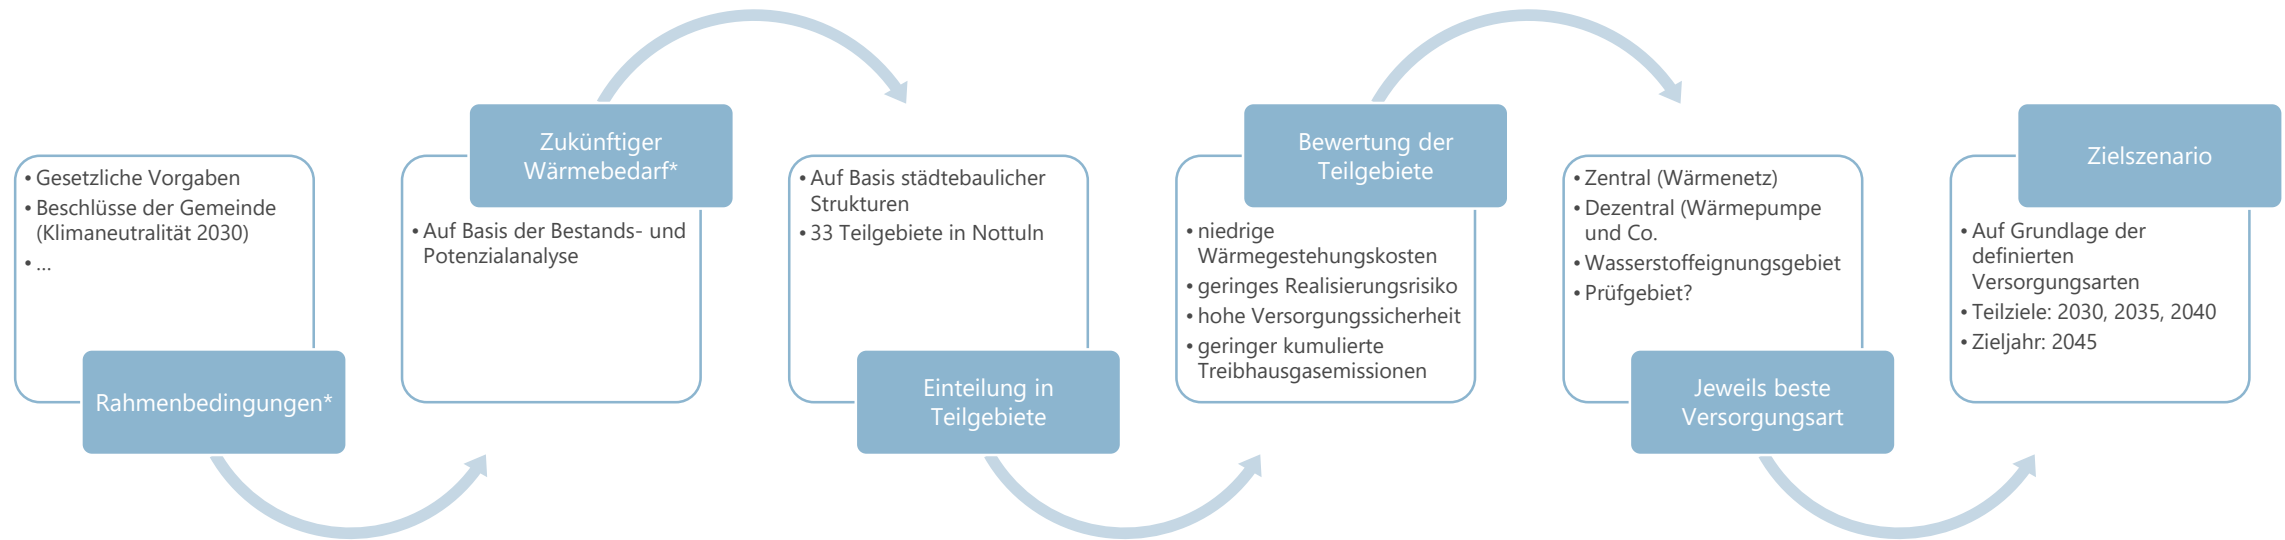 • Gesetzliche Vorgaben
• Beschlüsse der Gemeinde
(Klimaneutralität 2030)
• ...
Rahmenbedingungen*
Zukünftiger
Wärmebedarf*
• Auf Basis der Bestands- und
Potenzialanalyse
• Auf Basis städtebaulicher
Strukturen
• 33 Teilgebiete in Nottuln
Einteilung in
Teilgebiete
Bewertung der
Teilgebiete
• niedrige
Wärmegestehungskosten
• geringes Realisierungsrisiko
• hohe Versorgungssicherheit
• geringer kumulierte
Treibhausgasemissionen
• Zentral (Wärmenetz)
• Dezentral (Wärmepumpe
und Co.
• Wasserstoffeignungsgebiet
• Prüfgebiet?
Jeweils beste
Versorgungsart
Zielszenario
• Auf Grundlage der
definierten
Versorgungsarten
• Teilziele: 2030, 2035, 2040
• Zieljahr: 2045